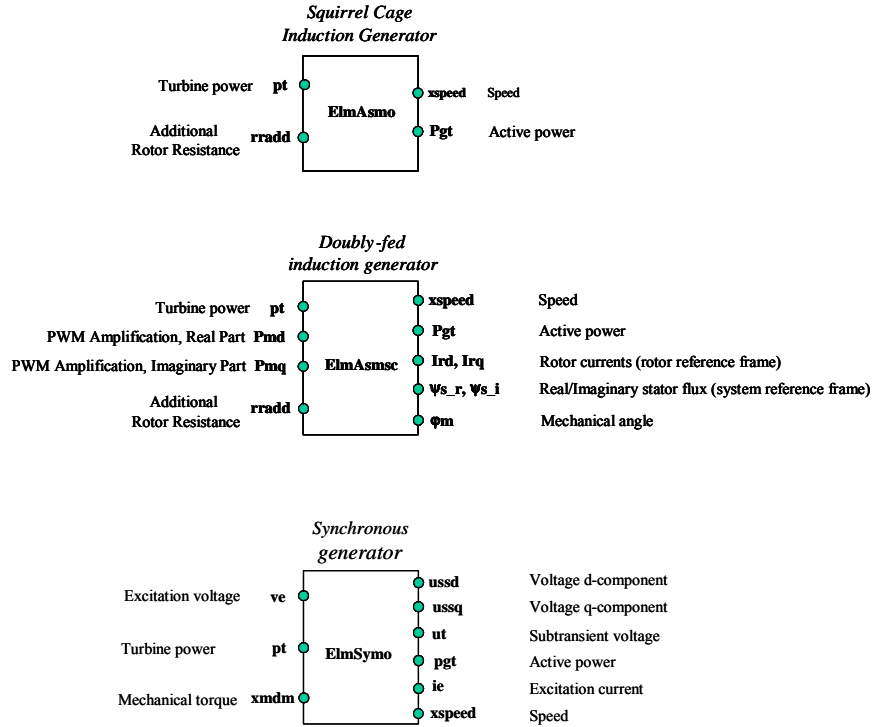 Squirrel Cage
Induction Generator
Turbine power pt
ElmAsmo
xspeed Speed
Additional
Rotor Resistance rradd
Pgt Active power
Doubly-fed
induction generator
Turbine power pt
PWM Amplification, Real Part Pmd
PWM Amplification, Imaginary Part Pmq
Additional
Rotor Resistance rradd
ElmAsmsc
xspeed Speed
Pgt Active power
Ird, Irq Rotor currents (rotor reference frame)
ψs_r, ψs_i Real/Imaginary stator flux (system reference frame)
φm Mechanical angle
Synchronous
generator
Excitation voltage ve
Turbine power pt
Mechanical torque xmdm
ElmSymo
ussd Voltage d-component
ussq Voltage q-component
ut Subtransient voltage
pgt Active power
ie Excitation current
xspeed Speed